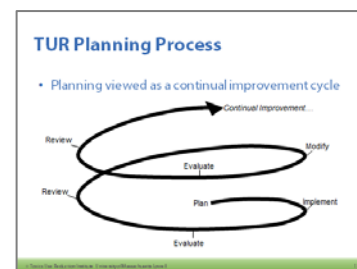 TUR Planning Process
• Planning viewed as a continual improvement cycle
Continual Improvement...
Review
Modify
Evaluate
Review
Plan
Implement
Evaluate